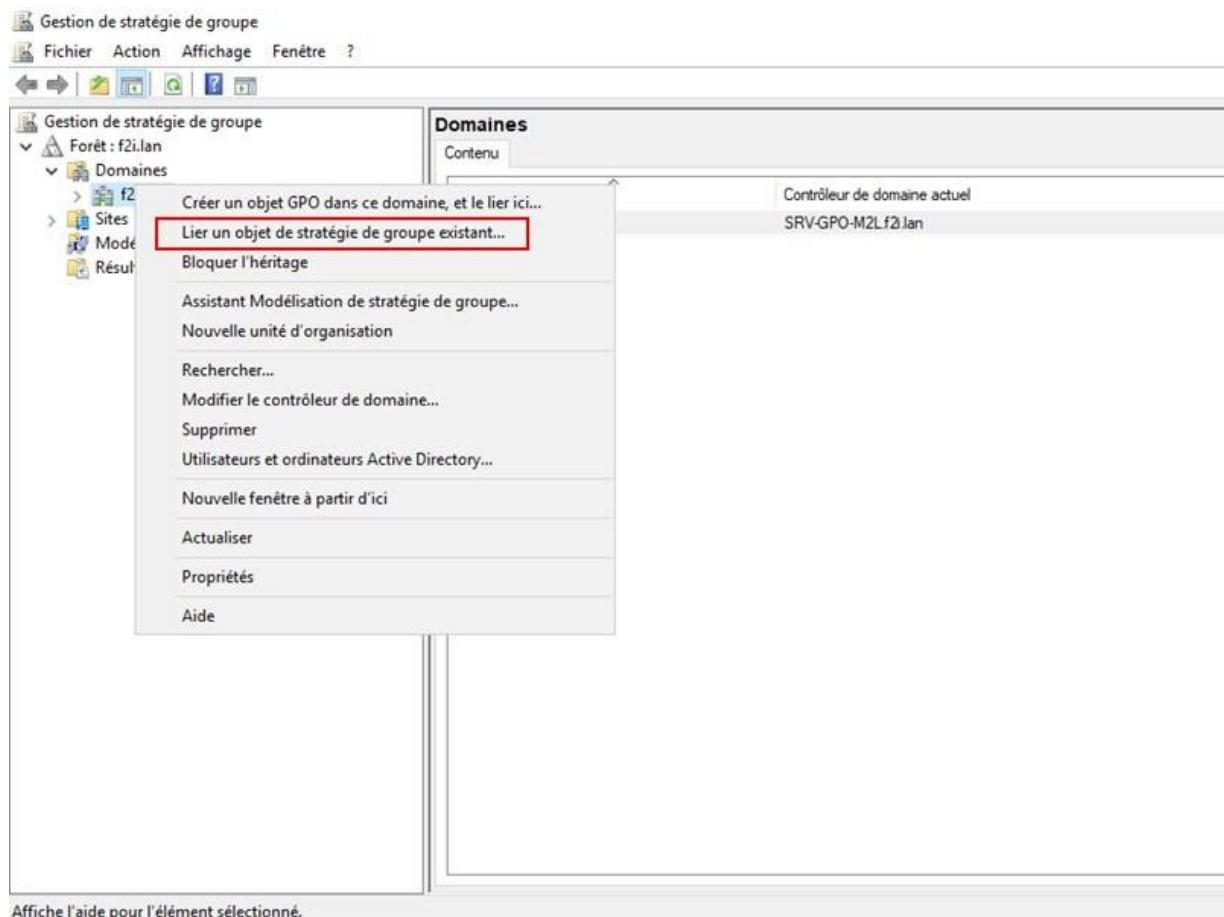 Gestion de stratégie de groupe
Fichier Action Affichage Fenêtre ?
Gestion de stratégie de groupe
Forêt : f2i.lan
Domaines
f2
Sites
Modé
Résul
Créer un objet GPO dans ce domaine, et le lier ici...
Lier un objet de stratégie de groupe existant...
Bloquer l'héritage
Assistant Modélisation de stratégie de groupe...
Nouvelle unité d'organisation
Rechercher...
Modifier le contrôleur de domaine...
Supprimer
Utilisateurs et ordinateurs Active Directory...
Nouvelle fenêtre à partir d'ici
Actualiser
Propriétés
Aide
Domaines
Contenu
Contrôleur de domaine actuel
SRV-GPO-M2L.f2i.lan
Affiche l'aide pour l'élément sélectionné.